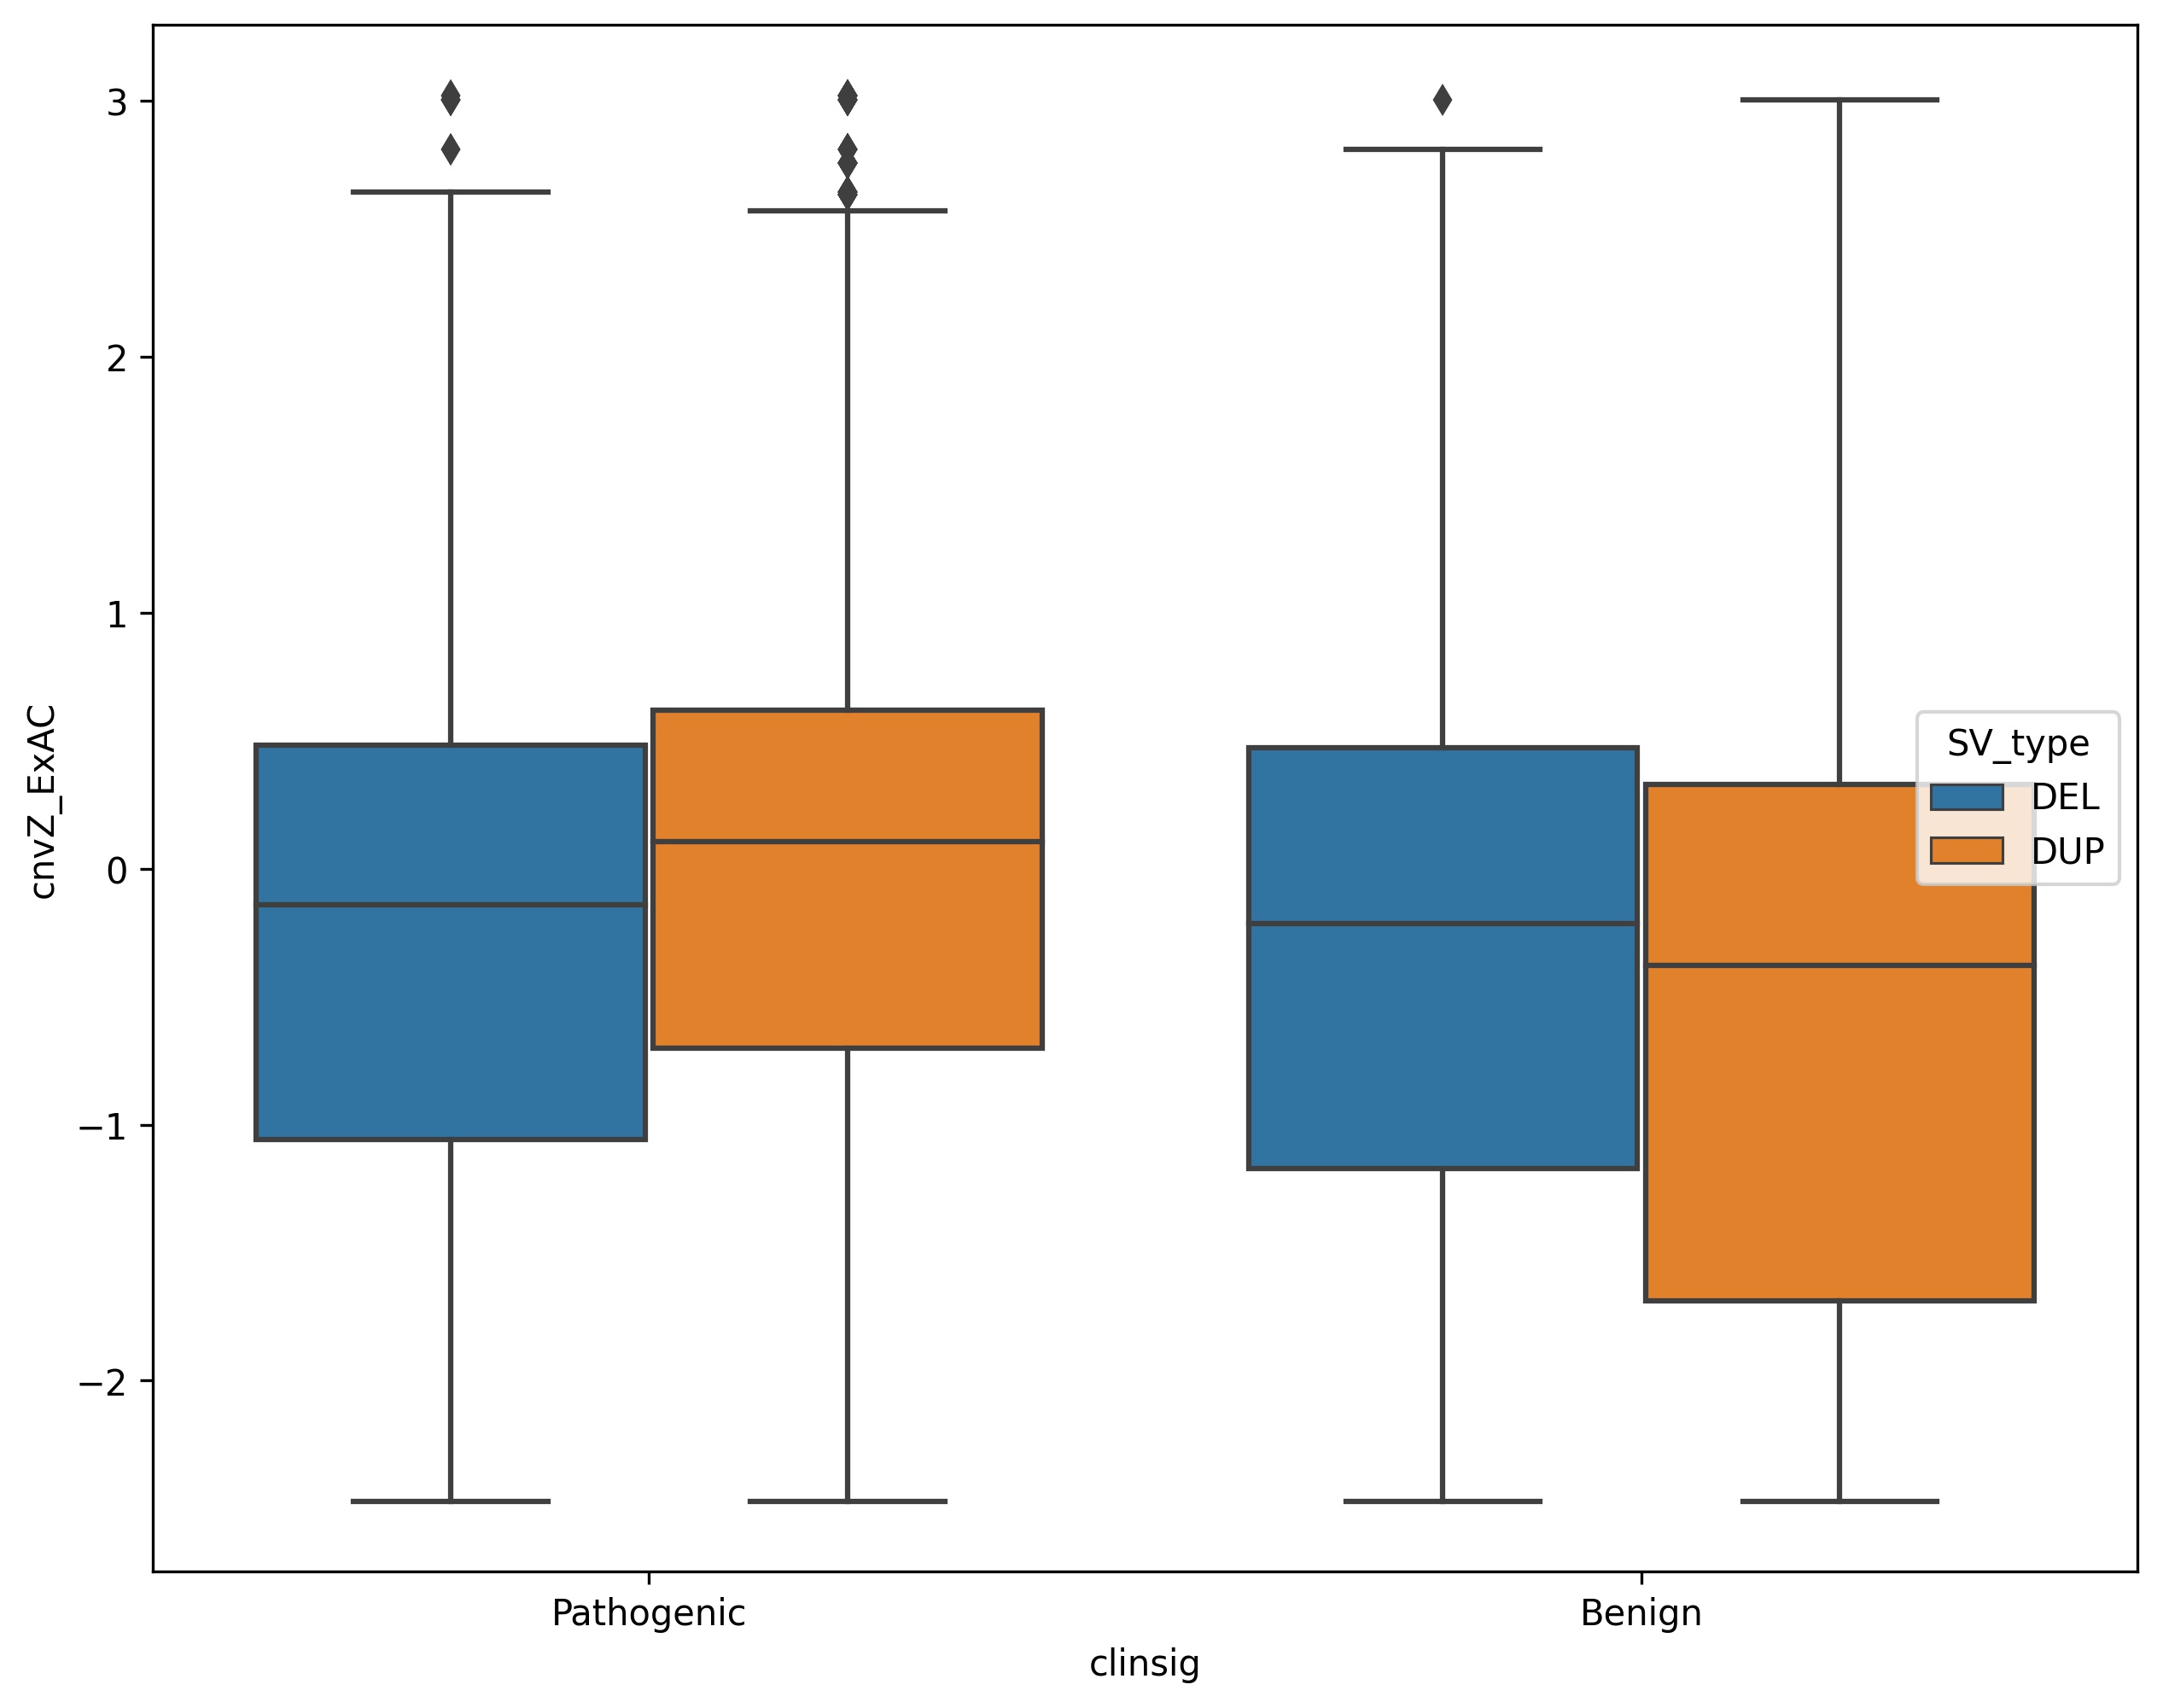 3
2
1
0
−1
−2
cnvZ_ExAC
SV_type
DEL
DUP
Pathogenic
Benign
clinsig